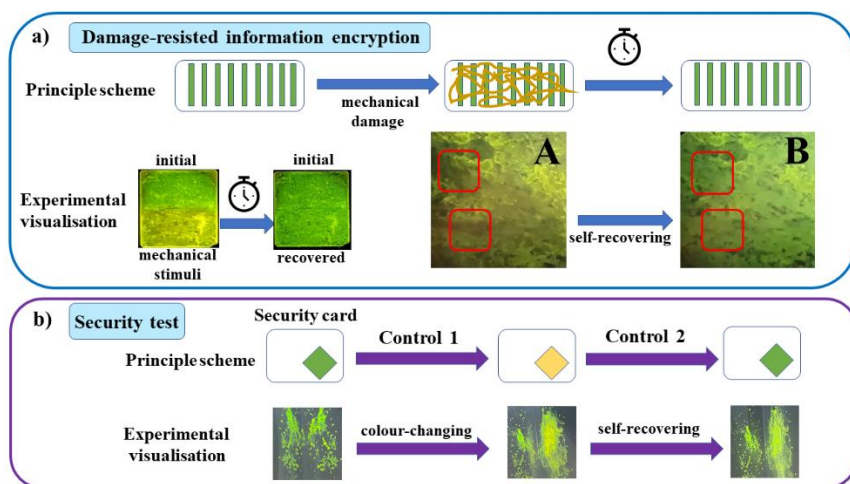 a)
Damage-resisted information encryption
Principle scheme
mechanical
damage
Experimental
visualisation
initial
mechanical
stimuli
initial
recovered
A
self-recovering
B
b)
Security test
Security card
Principle scheme
Control 1
Control 2
Experimental
visualisation
colour-changing
self-recovering